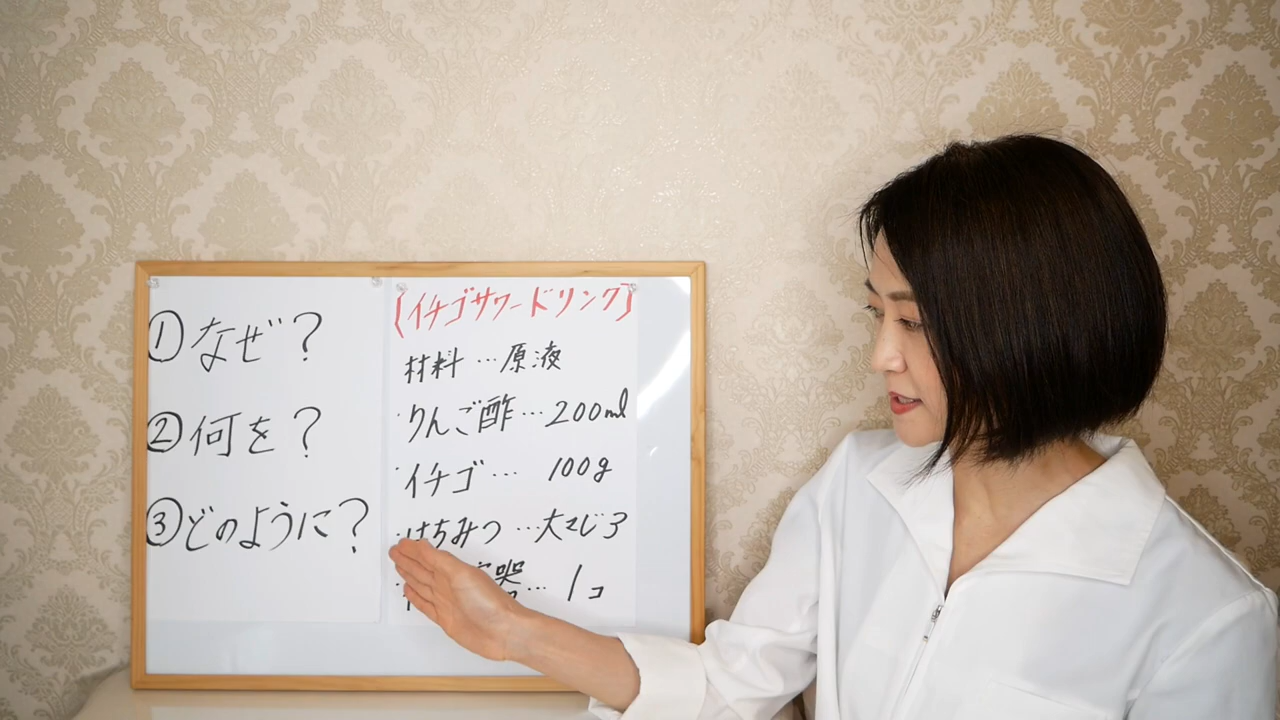 ①なぜ?
②何を?
③どのように?
【イチゴサワードリンク】
材料…原液
・りんご酢…200ml
・イチゴ… 100g
・はちみつ…大さじ3
容器… 1コ